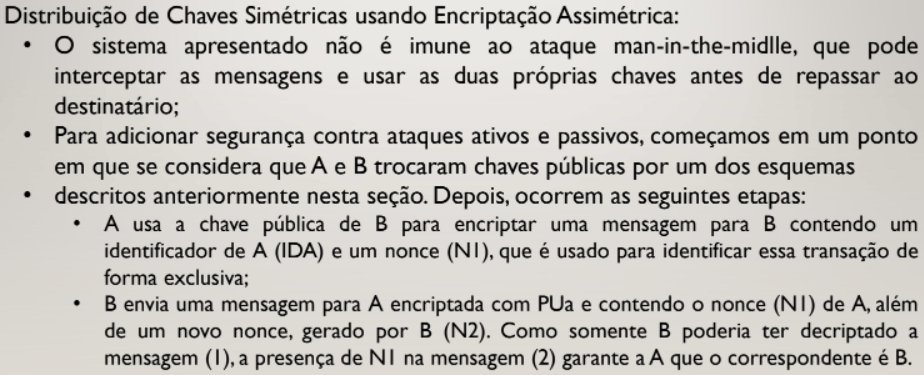 Distribuição de Chaves Simétricas usando Encriptação Assimétrica:
• O sistema apresentado não é imune ao ataque man-in-the-midlle, que pode
interceptar as mensagens e usar as duas próprias chaves antes de repassar ao
destinatário;
• Para adicionar segurança contra ataques ativos e passivos, começamos em um ponto
em que se considera que A e B trocaram chaves públicas por um dos esquemas
• descritos anteriormente nesta seção. Depois, ocorrem as seguintes etapas:
• A usa a chave pública de B para encriptar uma mensagem para B contendo um
identificador de A (IDA) e um nonce (N1), que é usado para identificar essa transação de
forma exclusiva;
• B envia uma mensagem para A encriptada com PUa e contendo o nonce (N1) de A, além
de um novo nonce, gerado por B (N2). Como somente B poderia ter decriptado a
mensagem (1), a presença de N1 na mensagem (2) garante a A que o correspondente é B.